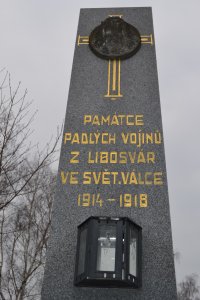 PAMÁTCE
PADLÝCH VOJÍNŮ
Z LIBOSVÁR
VE SVĚT. VÁLCE
1914-1918